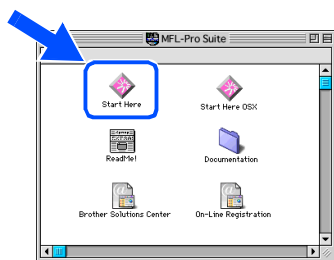 MFL-Pro Suite
Start Here
Start Here OSX
ReadMe!
Documentation
Brother Solutions Center
On-Line Registration